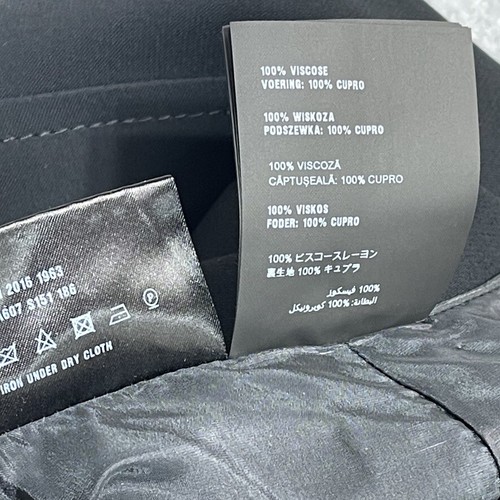 100% VISCOSE
VOERING: 100% CUPRO
100% WISKOZA
PODSZEWKA: 100% CUPRO
100% VISCOZĂ
CĂPTUȘEALĂ: 100% CUPRO
100% VISKOS
FODER: 100% CUPRO
100% ビスコースレーヨン
裏生地 100% キュプラ
100% فيسكوز
البطانة: 100% كوبرونيكل
2016 1963
607 S151 186
P
IRON UNDER DRY CLOTH